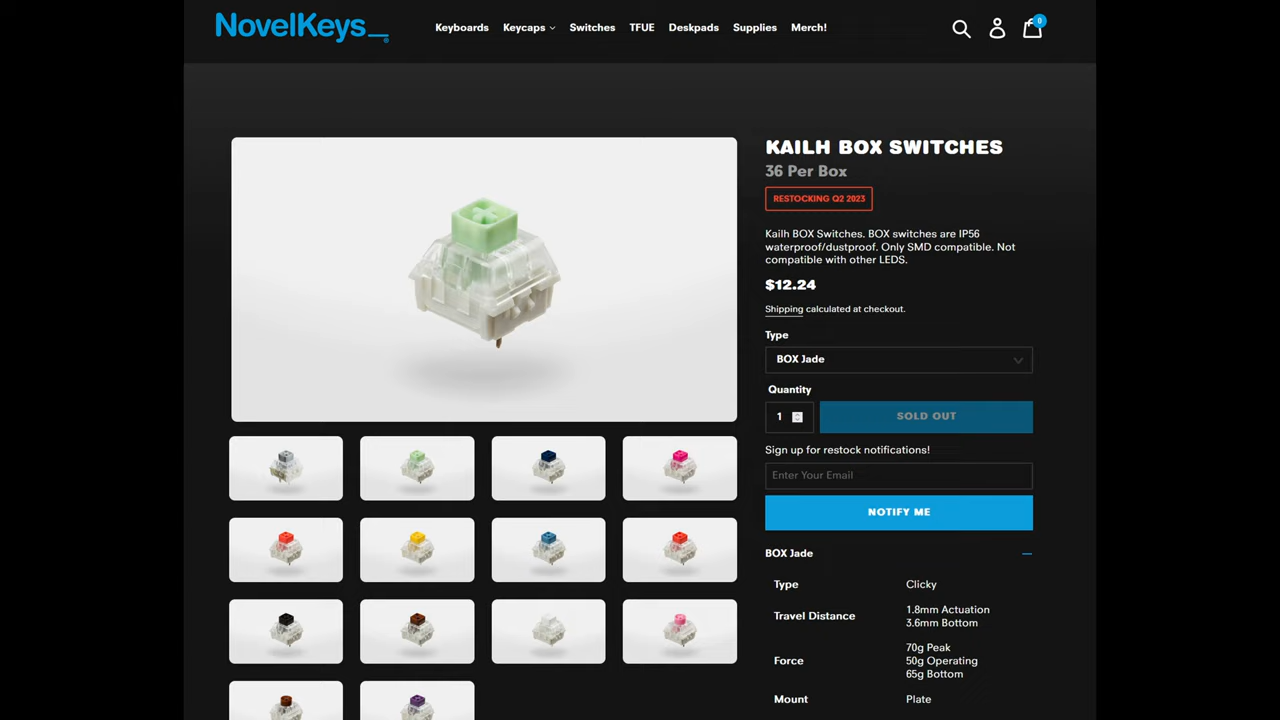 NovelKeys_
Keyboards Keycaps Switches TFUE Deskpads Supplies Merch!
0
KAILH BOX SWITCHES
36 Per Box
RESTOCKING Q2 2023
Kailh BOX Switches. BOX switches are IP56
waterproof/dustproof. Only SMD compatible. Not
compatible with other LEDS.
$12.24
Shipping calculated at checkout.
Type
BOX Jade
Quantity
1 SOLD OUT
Sign up for restock notifications!
Enter Your Email
NOTIFY ME
BOX Jade
Type Clicky
Travel Distance 1.8mm Actuation
3.6mm Bottom
Force 70g Peak
50g Operating
65g Bottom
Mount Plate